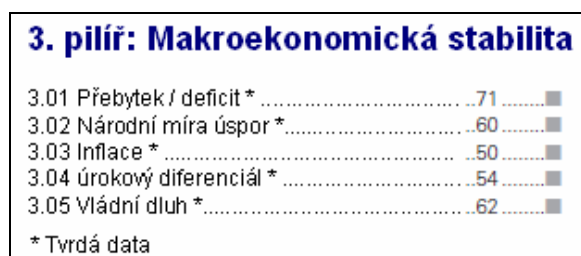 3. pilíř: Makroekonomická stabilita
3.01 Přebytek / deficit * ................................ ..71 ........■
3.02 Národní míra úspor *............................ ..60 ........■
3.03 Inflace * .............................................. ..50 ........■
3.04 úrokový diferenciál * ............................ ..54 ........■
3.05 Vládní dluh *........................................ ..62 ........■
* Tvrdá data